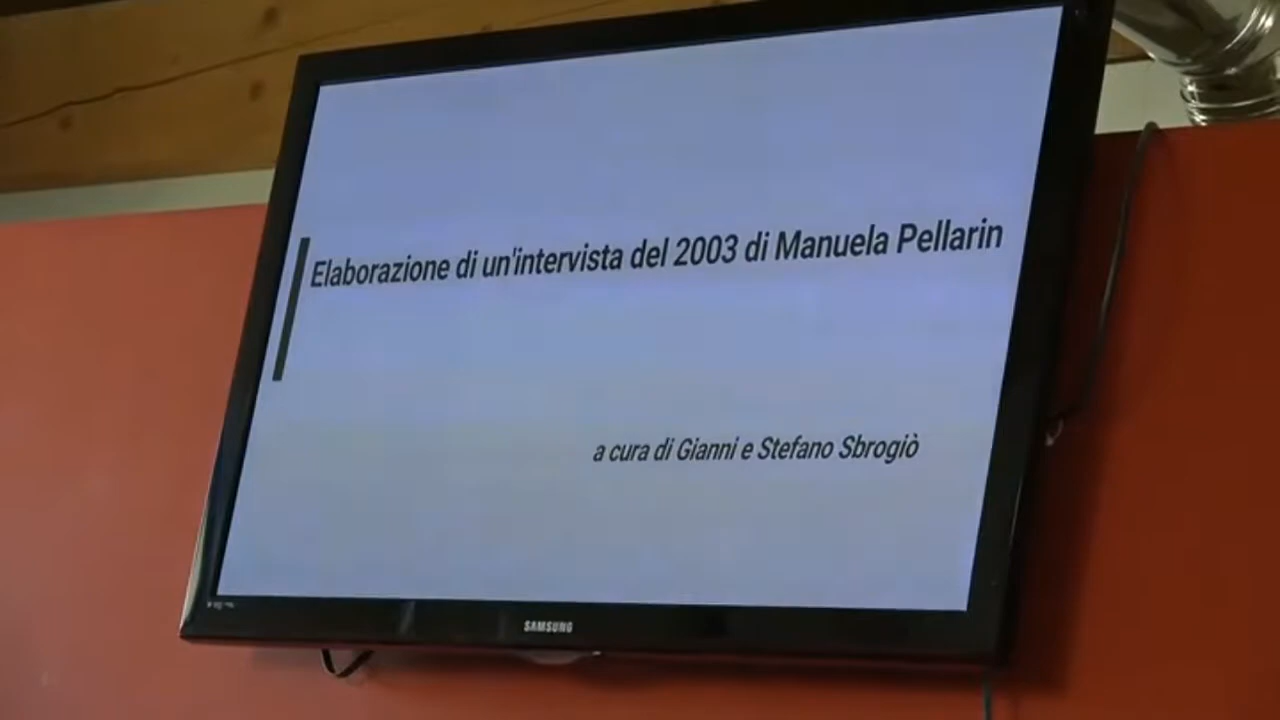 Elaborazione di un'intervista del 2003 di Manuela Pellarin
a cura di Gianni e Stefano Sbrogiò
SAMSUNG